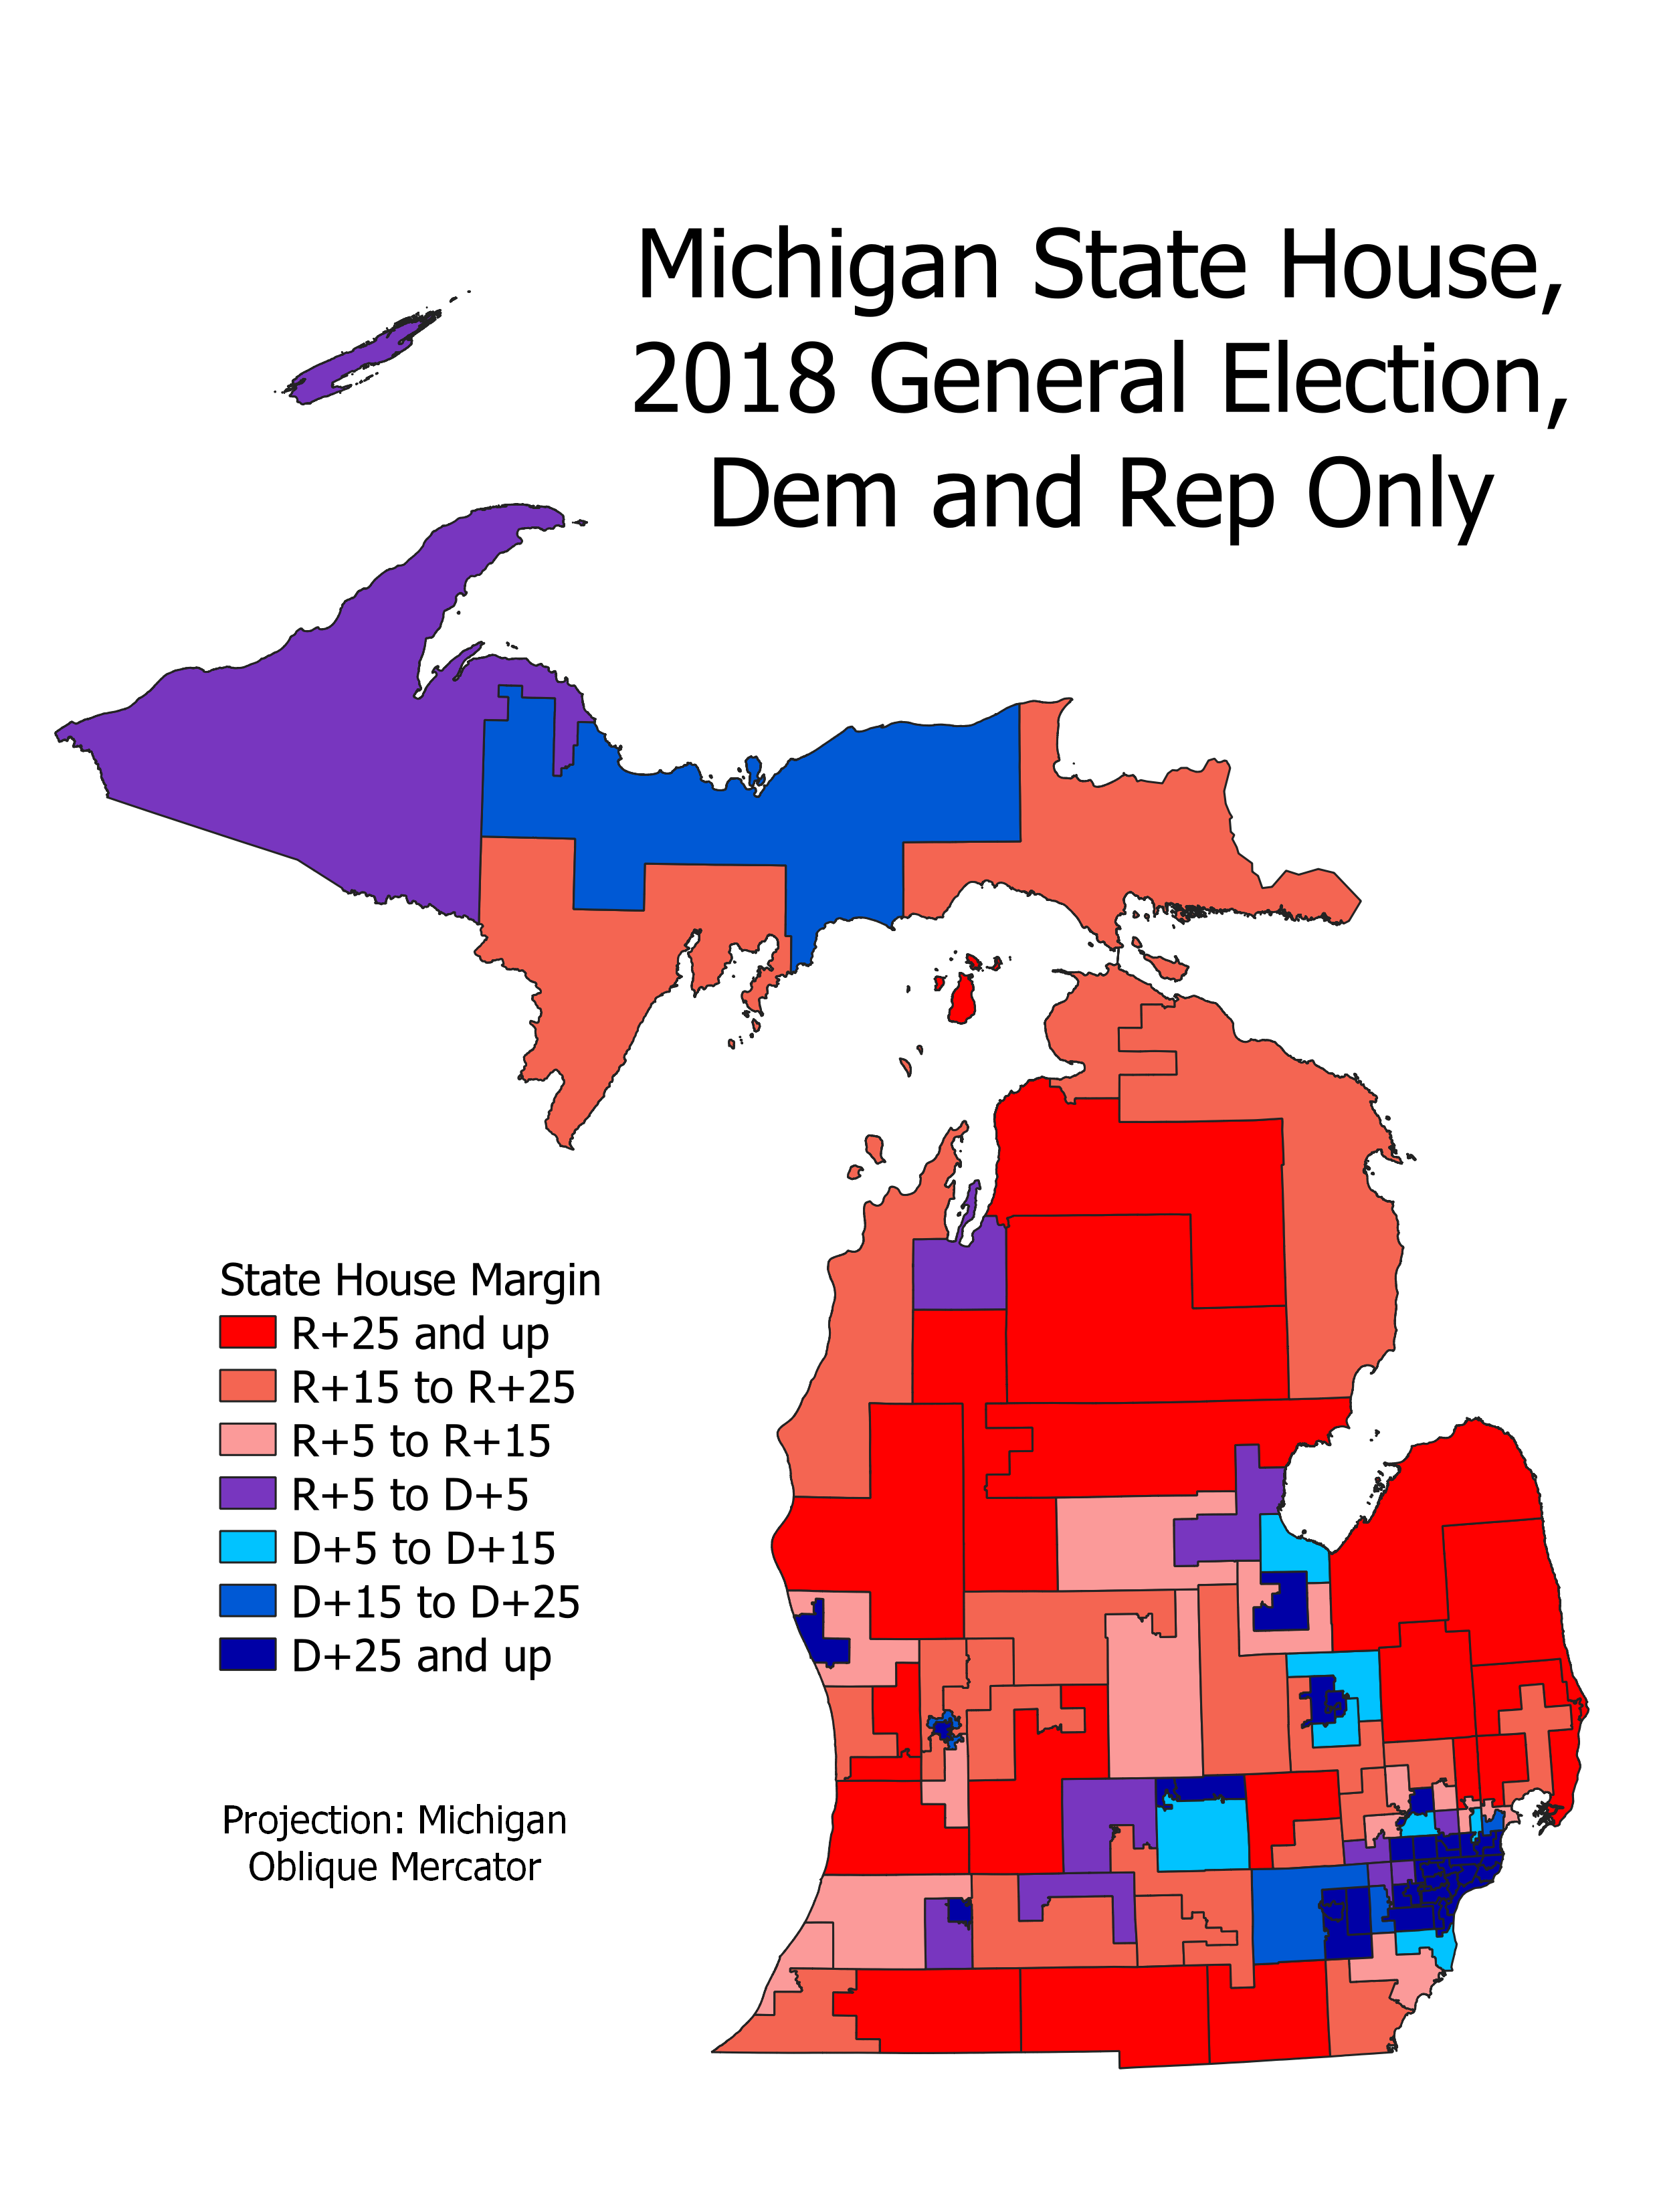 Michigan State House,
2018 General Election,
Dem and Rep Only
State House Margin
R+25 and up
R+15 to R+25
R+5 to R+15
R+5 to D+5
D+5 to D+15
D+15 to D+25
D+25 and up
Projection: Michigan
Oblique Mercator